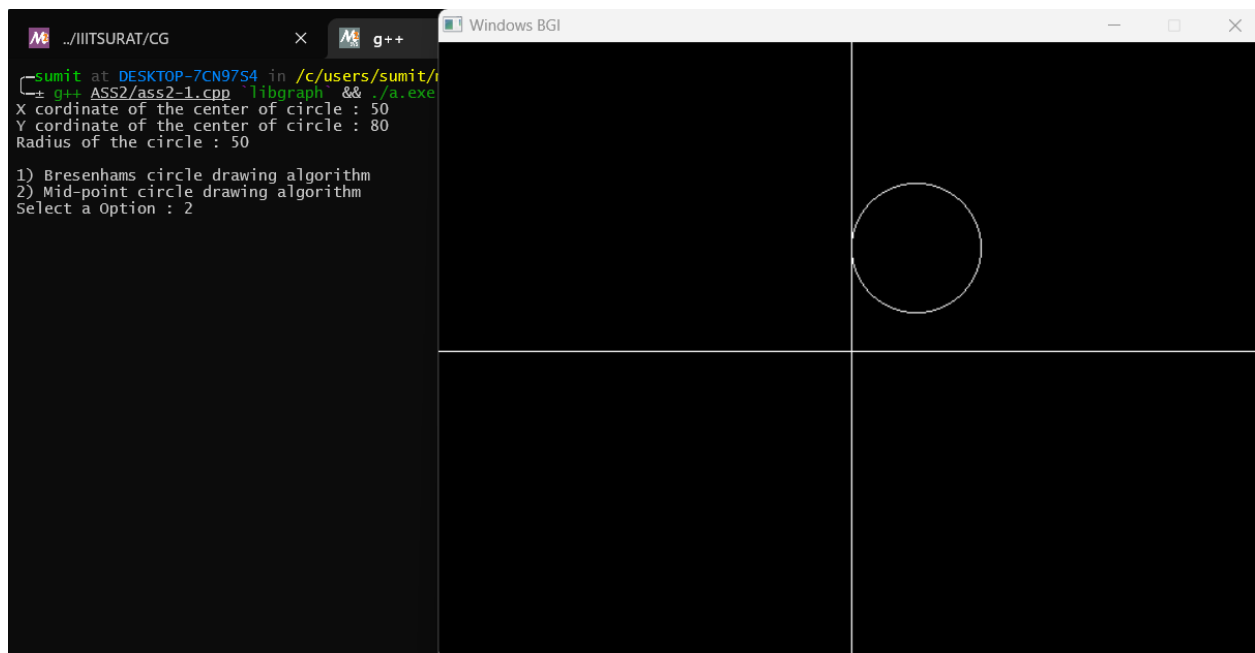 ../IIITSURAT/CG
g++
sumit at DESKTOP-7CN97S4 in /c/users/sumit/
± g++ ASS2/ass2-1.cpp `libgraph` && ./a.exe
X cordinate of the center of circle : 50
Y cordinate of the center of circle : 80
Radius of the circle : 50
1) Bresenhams circle drawing algorithm
2) Mid-point circle drawing algorithm
Select a Option : 2
Windows BGI